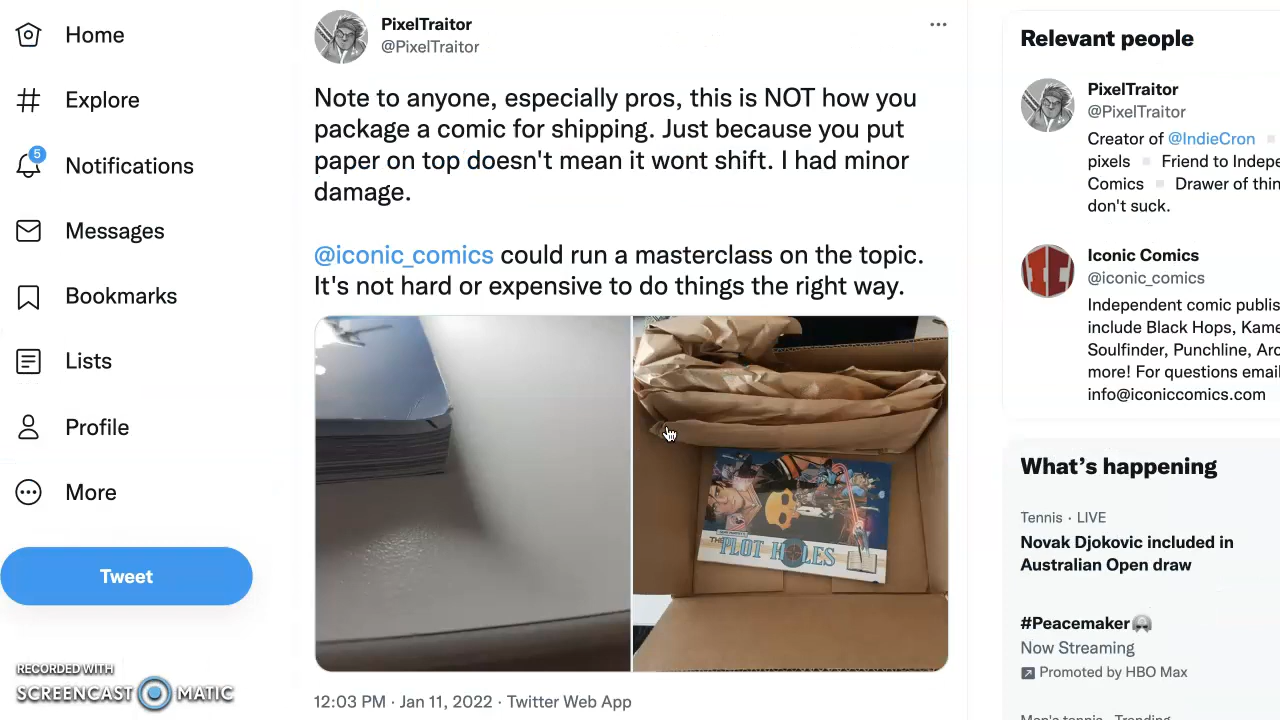 Home
Explore
5
Notifications
Messages
Bookmarks
Lists
Profile
More
Tweet
RECORDED WITH
SCREENCAST MATIC
PixelTraitor
@PixelTraitor
Note to anyone, especially pros, this is NOT how you
package a comic for shipping. Just because you put
paper on top doesn't mean it wont shift. I had minor
damage.
@iconic_comics could run a masterclass on the topic.
It's not hard or expensive to do things the right way.
THE PLOT HOLES
12:03 PM · Jan 11, 2022 · Twitter Web App
Relevant people
PixelTraitor
@PixelTraitor
Creator of @IndieCron
pixels Friend to Indepe
Comics Drawer of thin
don't suck.
Iconic Comics
@iconic_comics
Independent comic publis
include Black Hops, Kame
Soulfinder, Punchline, Aro
more! For questions email
info@iconiccomics.com
What's happening
Tennis · LIVE
Novak Djokovic included in
Australian Open draw
#Peacemaker
Now Streaming
Promoted by HBO Max
Men's tennis · Trending